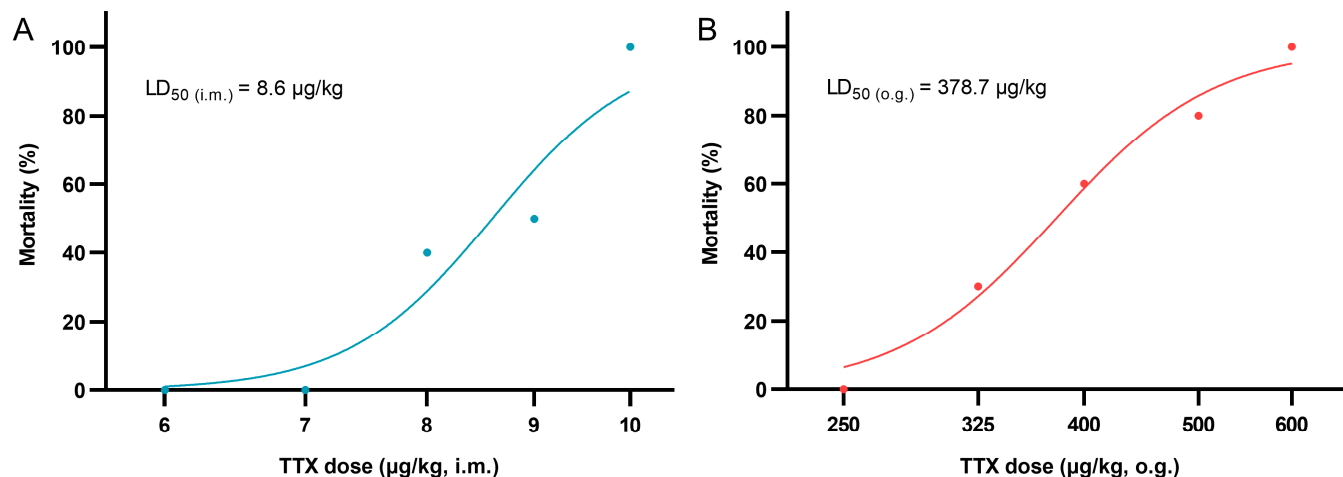 A
LD50 (i.m.) = 8.6 µg/kg
Mortality (%)
100
80
60
40
20
0
6 7 8 9 10
TTX dose (µg/kg, i.m.)
B
LD50 (o.g.) = 378.7 µg/kg
Mortality (%)
100
80
60
40
20
0
250 325 400 500 600
TTX dose (µg/kg, o.g.)